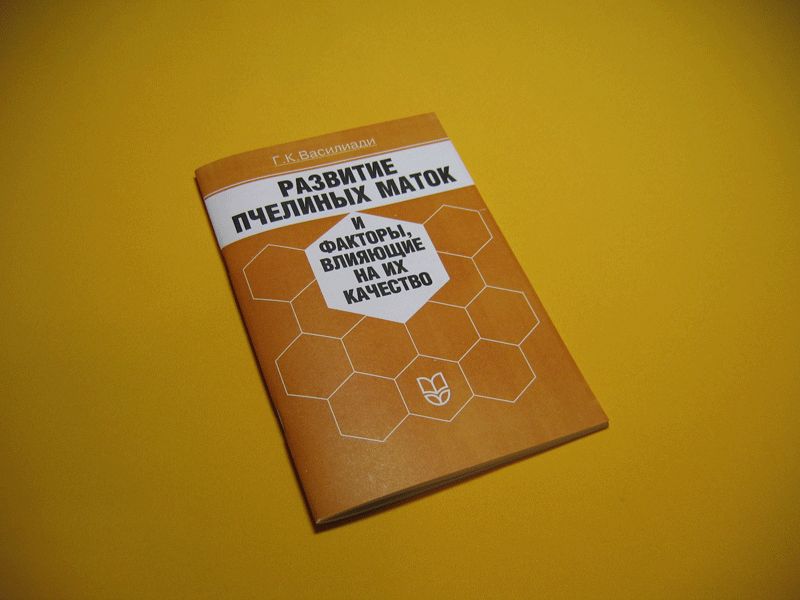 Г.К.Василиади
РАЗВИТИЕ
ПЧЕЛИНЫХ МАТОК
И
ФАКТОРЫ,
ВЛИЯЮЩИЕ
НА ИХ
КАЧЕСТВО